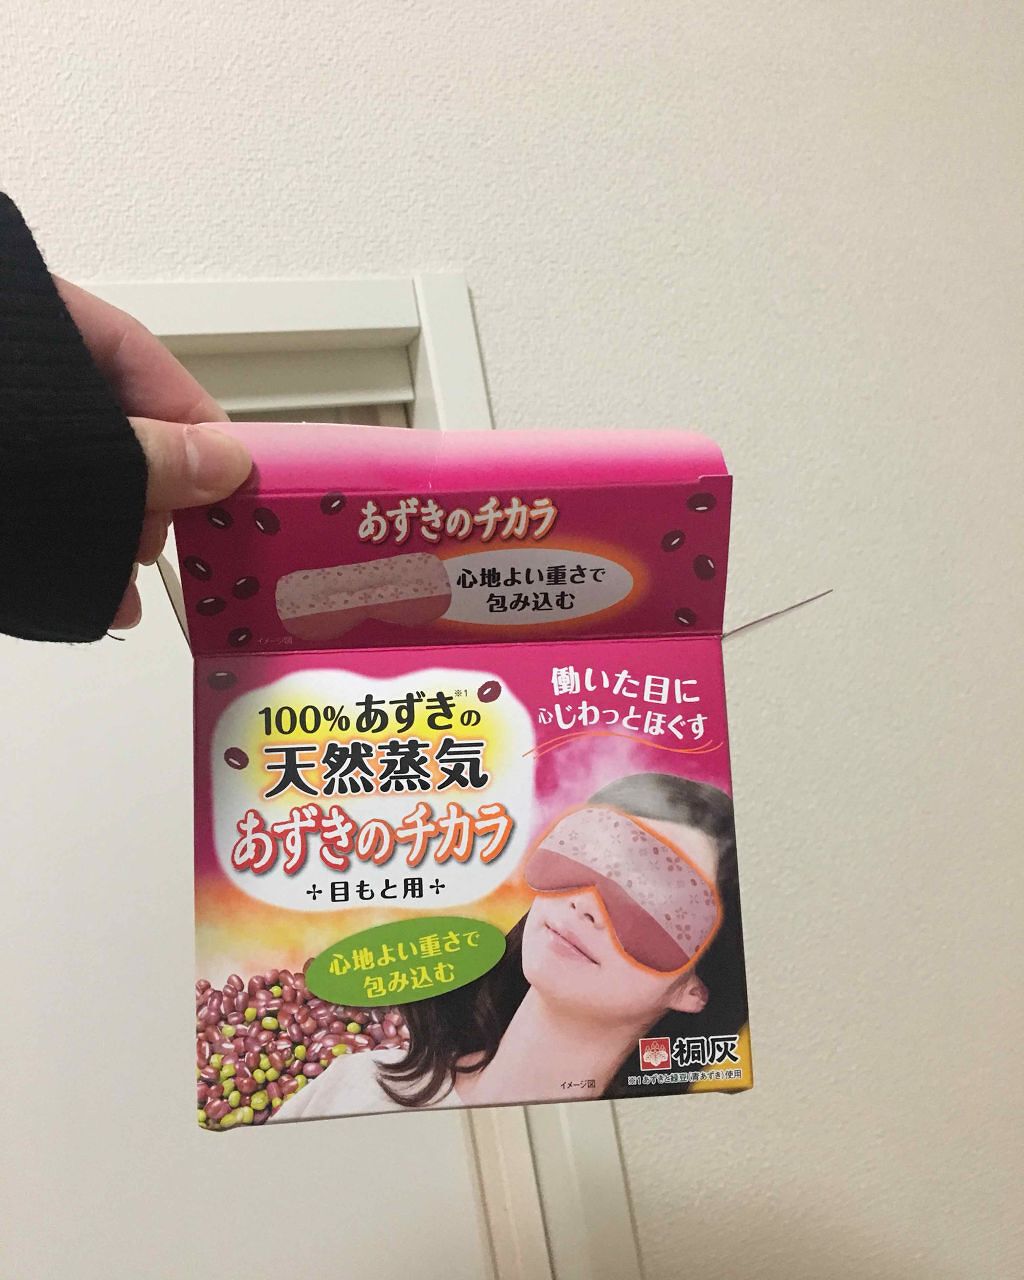 あずきのチカラ
心地よい重さで
包み込む
イメージ図
100%あずき※1の
天然蒸気
あずきのチカラ
目もと用
心地よい重さで
包み込む
働いた目に
心じわっとほぐす
イメージ図
桐灰
※1あずきと緑豆(青あずき)使用